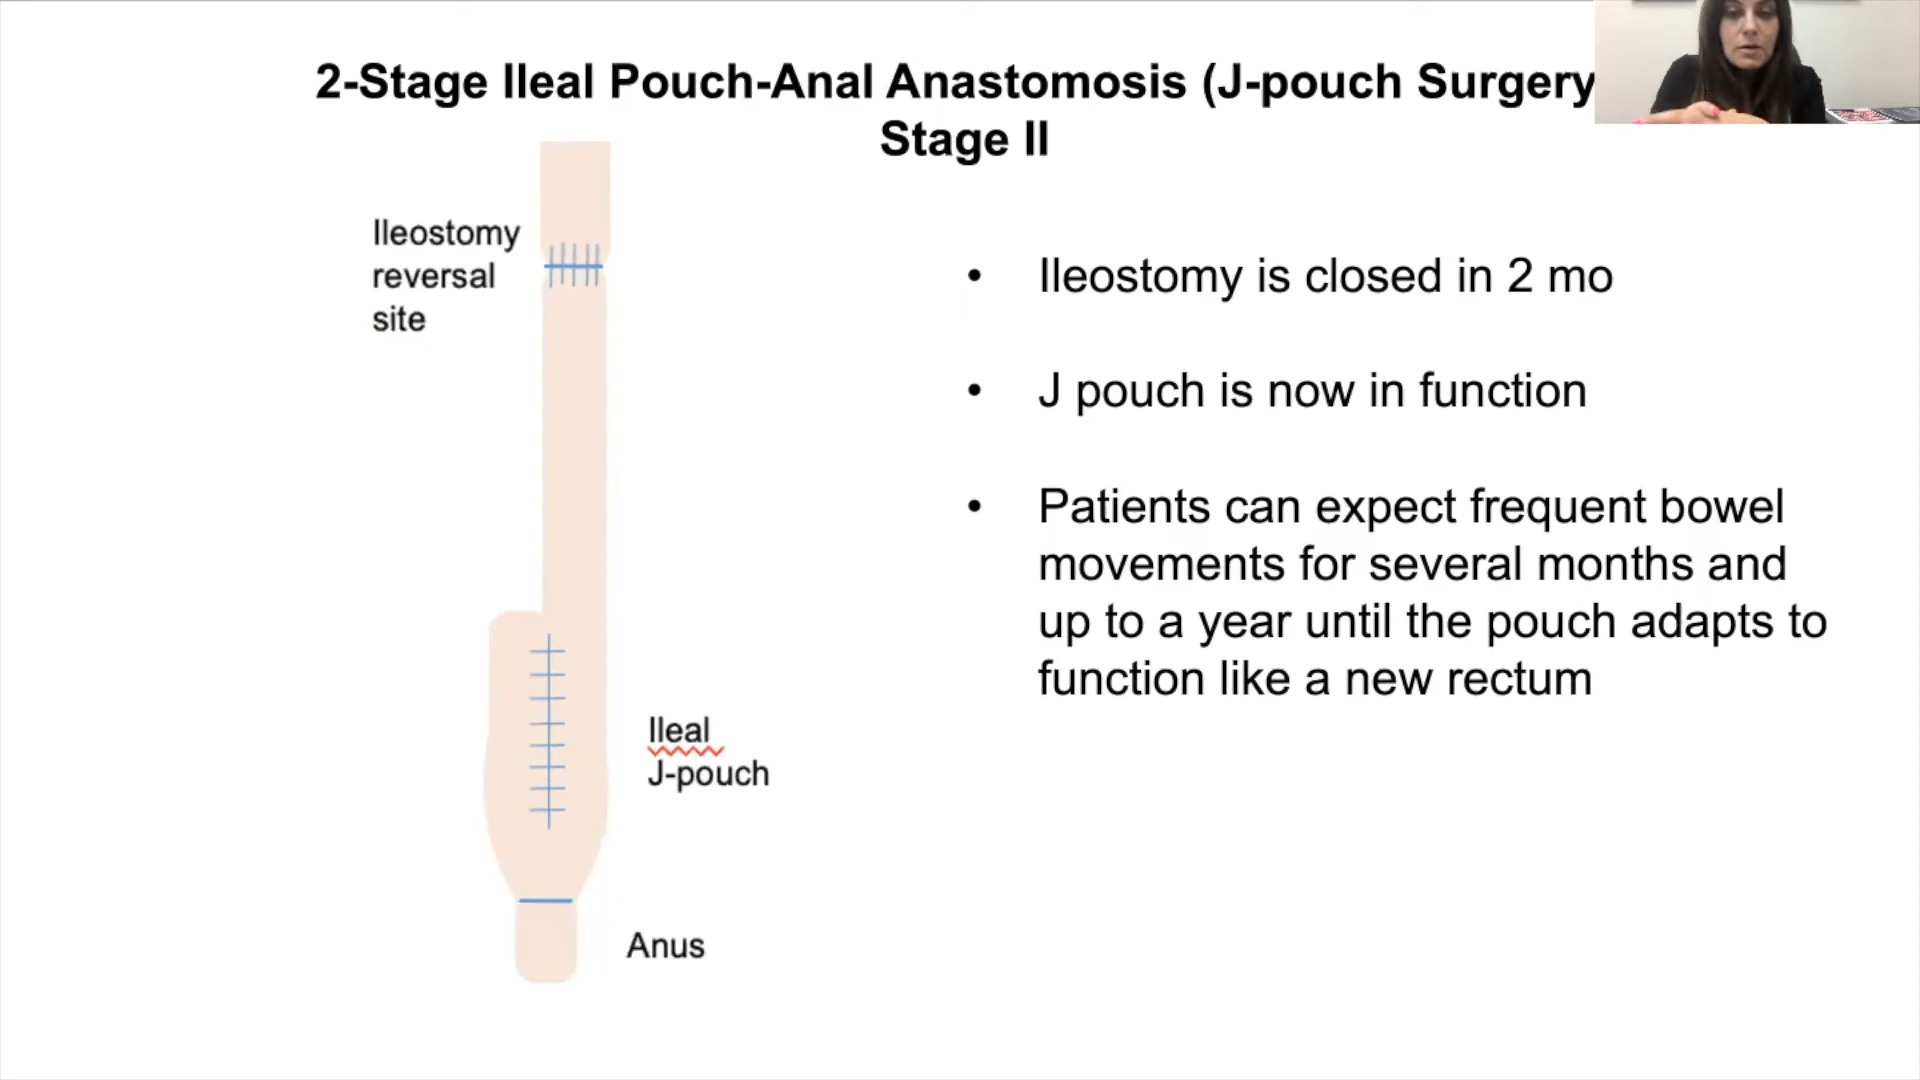 2-Stage Ileal Pouch-Anal Anastomosis (J-pouch Surgery
Stage II
Ileostomy
reversal
site
• Ileostomy is closed in 2 mo
• J pouch is now in function
• Patients can expect frequent bowel
movements for several months and
up to a year until the pouch adapts to
function like a new rectum
Ileal
J-pouch
Anus